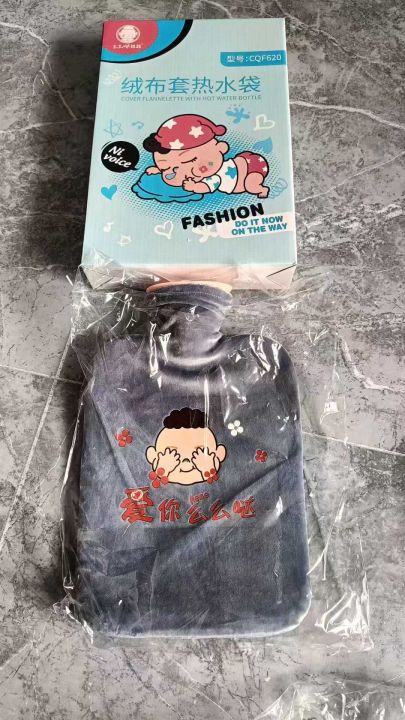 型号:CQF620
绒布套热水袋
COVER FLANNELETTE WITH HOT WATER BOTTLE
Ni
voice
FASHION
DO IT NOW
ON THE WAY
爱你么么哒